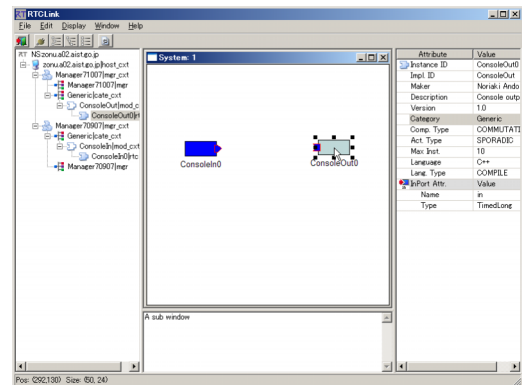 RTCLink
File Edit Display Window Help
NS:zonu.a02.aist.go.jp
zonu.a02.aist.go.jp|host_cxt
Manager71007|mgr_cxt
Manager71007|mgr
Generic|cate_cxt
ConsoleOut|mod_c
ConsoleOut0|rt
Manager70907|mgr_cxt
Generic|cate_cxt
ConsoleIn|mod_cxt
ConsoleIn0|rtc
Manager70907|mgr
System: 1
ConsoleIn0
ConsoleOut0
A sub window
Attribute Value
Instance ID ConsoleOut0
Impl. ID ConsoleOut
Maker Noriaki Ando
Description Console outp
Version 1.0
Category Generic
Comp. Type COMMUTATI
Act. Type SPORADIC
Max Inst. 10
Language C++
Lang. Type COMPILE
InPort Attr. Value
Name in
Type TimedLong
Pos: (292,130) Size: (50, 24)